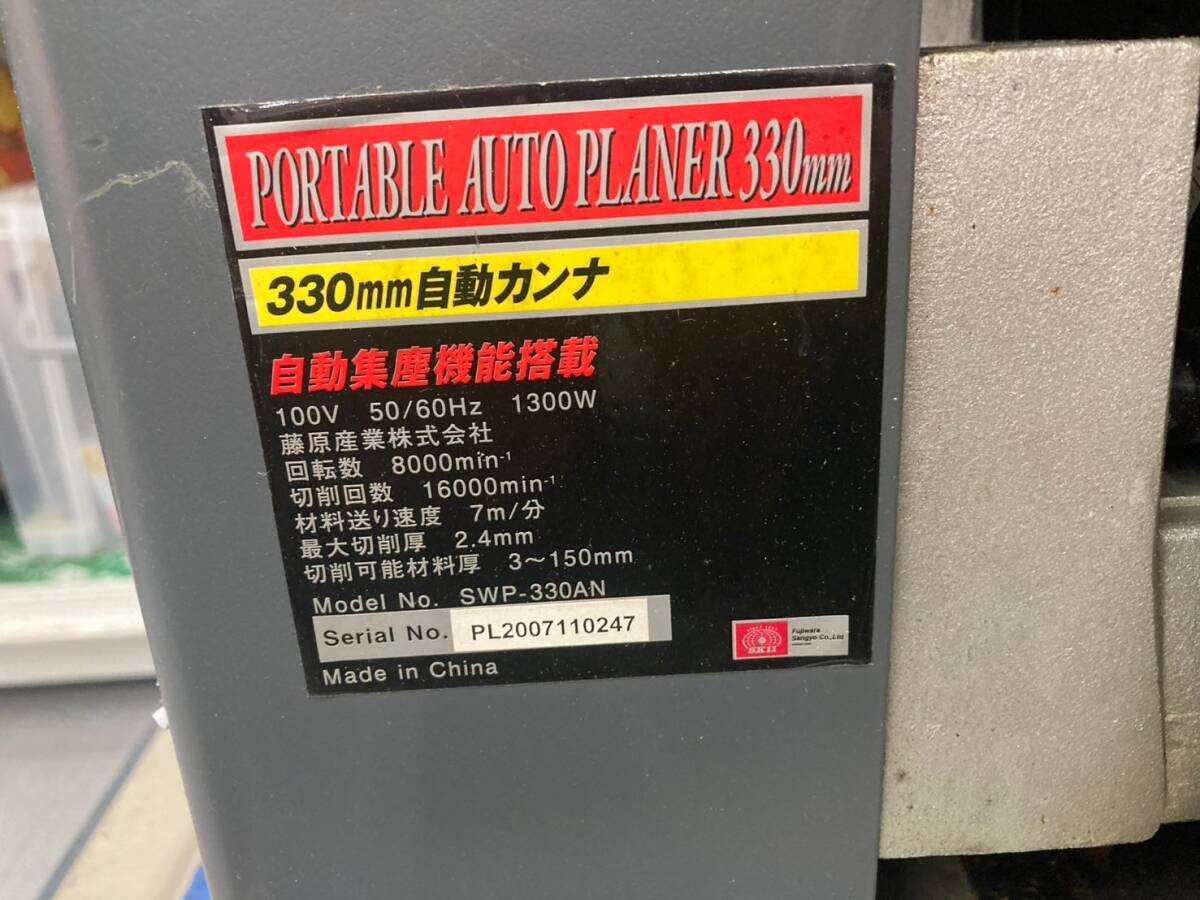 PORTABLE AUTO PLANER 330mm
330mm自動カンナ
自動集塵機能搭載
100V 50/60Hz 1300W
藤原産業株式会社
回転数 8000min⁻¹
切削回数 16000min⁻¹
材料送り速度 7m/分
最大切削厚 2.4mm
切削可能材料厚 3～150mm
Model No. SWP-330AN
Serial No. PL2007110247
Made in China
SK11
Fujiwara
Sangyo Co.,Ltd